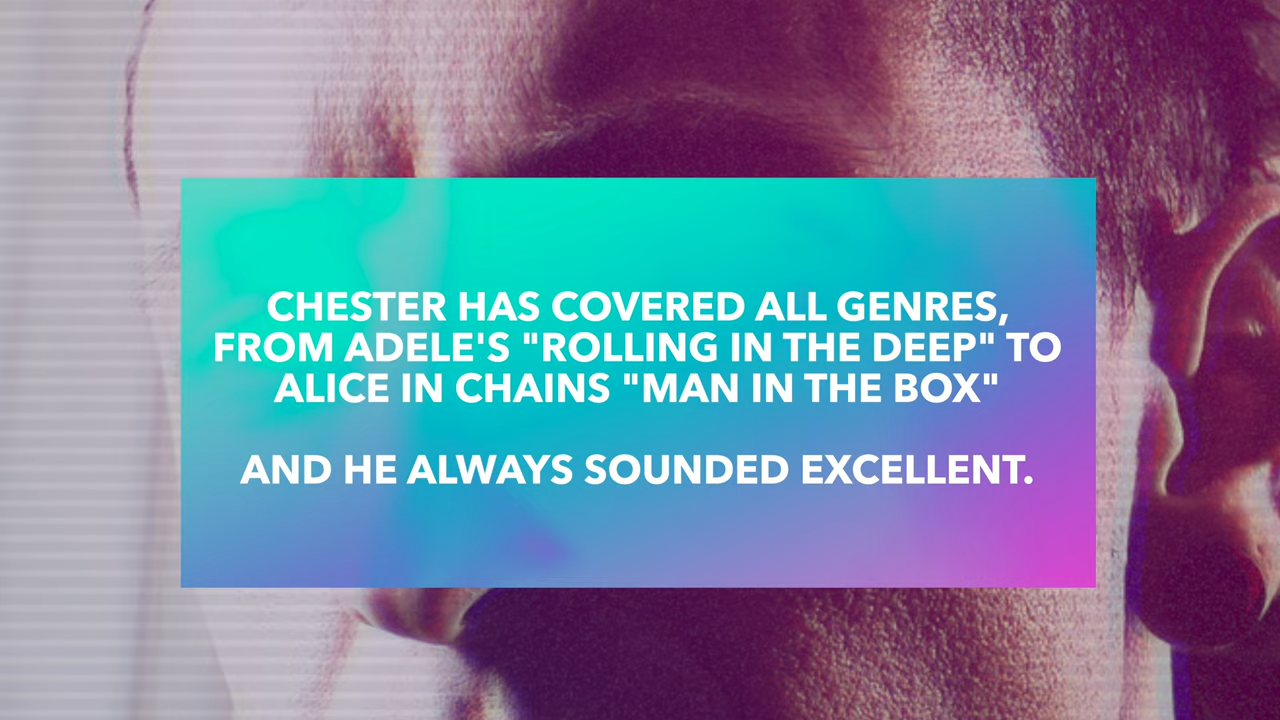 CHESTER HAS COVERED ALL GENRES,
FROM ADELE'S "ROLLING IN THE DEEP" TO
ALICE IN CHAINS "MAN IN THE BOX"
AND HE ALWAYS SOUNDED EXCELLENT.